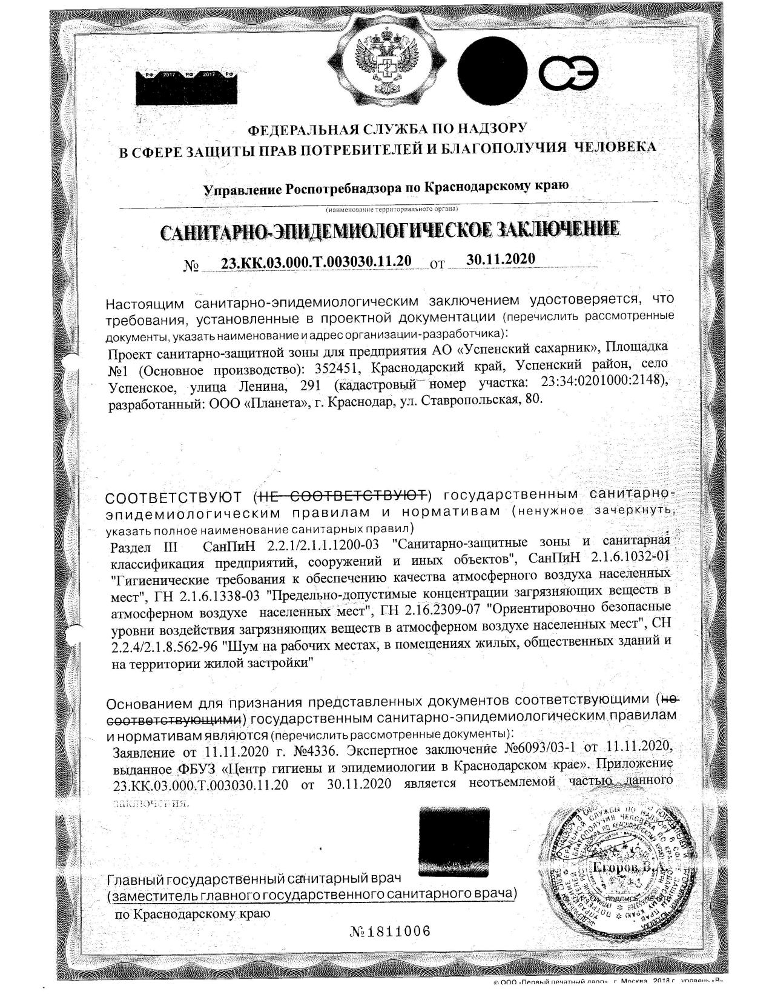 РФ 2017 РФ 2017 РФ
СЭ
ФЕДЕРАЛЬНАЯ СЛУЖБА ПО НАДЗОРУ
В СФЕРЕ ЗАЩИТЫ ПРАВ ПОТРЕБИТЕЛЕЙ И БЛАГОПОЛУЧИЯ ЧЕЛОВЕКА
Управление Роспотребнадзора по Краснодарскому краю
(наименование территориального органа)
САНИТАРНО-ЭПИДЕМИОЛОГИЧЕСКОЕ ЗАКЛЮЧЕНИЕ
№ 23.КК.03.000.Т.003030.11.20 от 30.11.2020
Настоящим санитарно-эпидемиологическим заключением удостоверяется, что
требования, установленные в проектной документации (перечислить рассмотренные
документы, указать наименование и адрес организации-разработчика):
Проект санитарно-защитной зоны для предприятия АО «Успенский сахарник», Площадка
№1 (Основное производство): 352451, Краснодарский край, Успенский район, село
Успенское, улица Ленина, 291 (кадастровый номер участка: 23:34:0201000:2148),
разработанный: ООО «Планета», г. Краснодар, ул. Ставропольская, 80.
СООТВЕТСТВУЮТ (НЕ СООТВЕТСТВУЮТ) государственным санитарно-
эпидемиологическим правилам и нормативам (ненужное зачеркнуть,
указать полное наименование санитарных правил)
Раздел III СанПиН 2.2.1/2.1.1.1200-03 "Санитарно-защитные зоны и санитарная
классификация предприятий, сооружений и иных объектов", СанПиН 2.1.6.1032-01
"Гигиенические требования к обеспечению качества атмосферного воздуха населенных
мест", ГН 2.1.6.1338-03 "Предельно-допустимые концентрации загрязняющих веществ в
атмосферном воздухе населенных мест", ГН 2.16.2309-07 "Ориентировочно безопасные
уровни воздействия загрязняющих веществ в атмосферном воздухе населенных мест", СН
2.2.4/2.1.8.562-96 "Шум на рабочих местах, в помещениях жилых, общественных зданий и
на территории жилой застройки"
Основанием для признания представленных документов соответствующими (не
соответствующими) государственным санитарно-эпидемиологическим правилам
и нормативам являются (перечислить рассмотренные документы):
Заявление от 11.11.2020 г. №4336. Экспертное заключение №6093/03-1 от 11.11.2020,
выданное ФБУЗ «Центр гигиены и эпидемиологии в Краснодарском крае». Приложение
23.КК.03.000.Т.003030.11.20 от 30.11.2020 является неотъемлемой частью данного
заключения.
Егоров В.А.
Главный государственный санитарный врач
(заместитель главного государственного санитарного врача)
по Краснодарскому краю
№1811006
© ООО «Первый печатный двор», г. Москва, 2018 г., уровень «В»